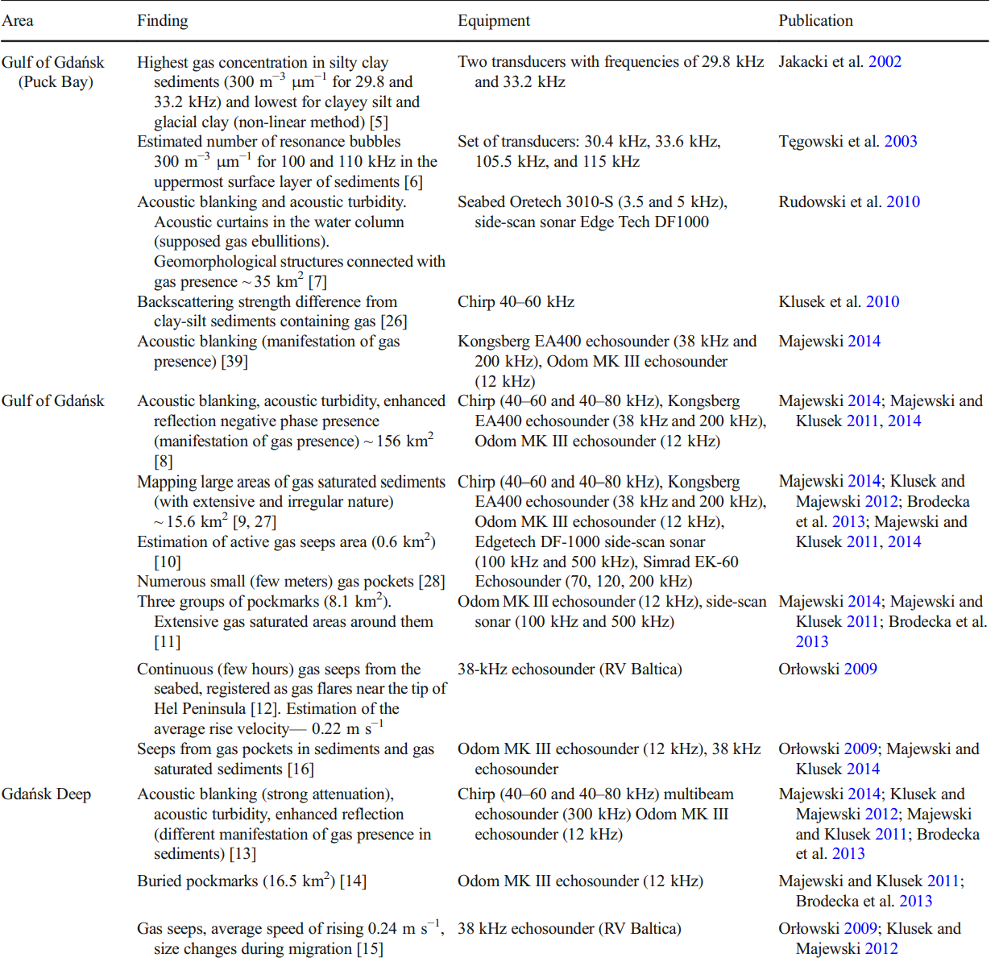 Area Finding Equipment Publication
Gulf of Gdańsk (Puck Bay)
Highest gas concentration in silty clay
sediments (300 m⁻³ μm⁻¹ for 29.8 and
33.2 kHz) and lowest for clayey silt and
glacial clay (non-linear method) [5]
Two transducers with frequencies of 29.8 kHz
and 33.2 kHz
Jakacki et al. 2002
Estimated number of resonance bubbles
300 m⁻³ μm⁻¹ for 100 and 110 kHz in the
uppermost surface layer of sediments [6]
Set of transducers: 30.4 kHz, 33.6 kHz,
105.5 kHz, and 115 kHz
Tęgowski et al. 2003
Acoustic blanking and acoustic turbidity.
Acoustic curtains in the water column
(supposed gas ebullitions).
Geomorphological structures connected with
gas presence ~ 35 km² [7]
Seabed Oretech 3010-S (3.5 and 5 kHz),
side-scan sonar Edge Tech DF1000
Rudowski et al. 2010
Backscattering strength difference from
clay-silt sediments containing gas [26]
Chirp 40–60 kHz
Klusek et al. 2010
Acoustic blanking (manifestation of gas
presence) [39]
Kongsberg EA400 echosounder (38 kHz and
200 kHz), Odom MK III echosounder
(12 kHz)
Majewski 2014
Gulf of Gdańsk
Acoustic blanking, acoustic turbidity, enhanced
reflection negative phase presence
(manifestation of gas presence) ~ 156 km²
[8]
Chirp (40–60 and 40–80 kHz), Kongsberg
EA400 echosounder (38 kHz and 200 kHz),
Odom MK III echosounder (12 kHz)
Majewski 2014; Majewski and
Klusek 2011, 2014
Mapping large areas of gas saturated sediments
(with extensive and irregular nature)
~ 15.6 km² [9, 27]
Estimation of active gas seeps area (0.6 km²)
[10]
Numerous small (few meters) gas pockets [28]
Chirp (40–60 and 40–80 kHz), Kongsberg
EA400 echosounder (38 kHz and 200 kHz),
Odom MK III echosounder (12 kHz),
Edgetech DF-1000 side-scan sonar
(100 kHz and 500 kHz), Simrad EK-60
Echosounder (70, 120, 200 kHz)
Majewski 2014; Klusek and
Majewski 2012; Brodecka
et al. 2013; Majewski and
Klusek 2011, 2014
Three groups of pockmarks (8.1 km²).
Extensive gas saturated areas around them
[11]
Odom MK III echosounder (12 kHz), side-scan
sonar (100 kHz and 500 kHz)
Majewski 2014; Majewski and
Klusek 2011; Brodecka et al.
2013
Continuous (few hours) gas seeps from the
seabed, registered as gas flares near the tip of
Hel Peninsula [12]. Estimation of the
average rise velocity— 0.22 m s⁻¹
38-kHz echosounder (RV Baltica)
Orłowski 2009
Seeps from gas pockets in sediments and gas
saturated sediments [16]
Odom MK III echosounder (12 kHz), 38 kHz
echosounder
Orłowski 2009; Majewski and
Klusek 2014
Gdańsk Deep
Acoustic blanking (strong attenuation),
acoustic turbidity, enhanced reflection
(different manifestation of gas presence in
sediments) [13]
Chirp (40–60 and 40–80 kHz) multibeam
echosounder (300 kHz) Odom MK III
echosounder (12 kHz)
Majewski 2014; Klusek and
Majewski 2012; Majewski
and Klusek 2011; Brodecka
et al. 2013
Buried pockmarks (16.5 km²) [14]
Odom MK III echosounder (12 kHz)
Majewski and Klusek 2011;
Brodecka et al. 2013
Gas seeps, average speed of rising 0.24 m s⁻¹,
size changes during migration [15]
38 kHz echosounder (RV Baltica)
Orłowski 2009; Klusek and
Majewski 2012